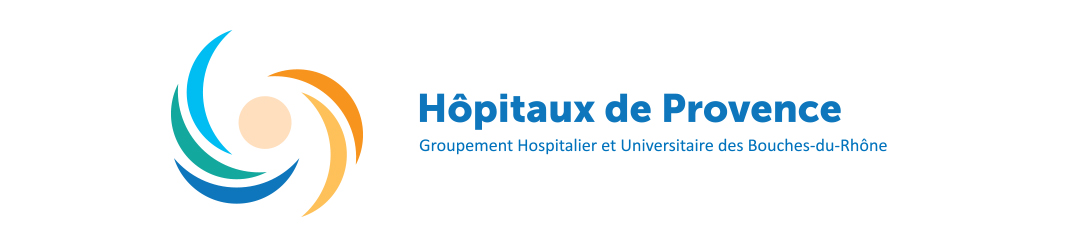 Hôpitaux de Provence
Groupement Hospitalier et Universitaire des Bouches-du-Rhône